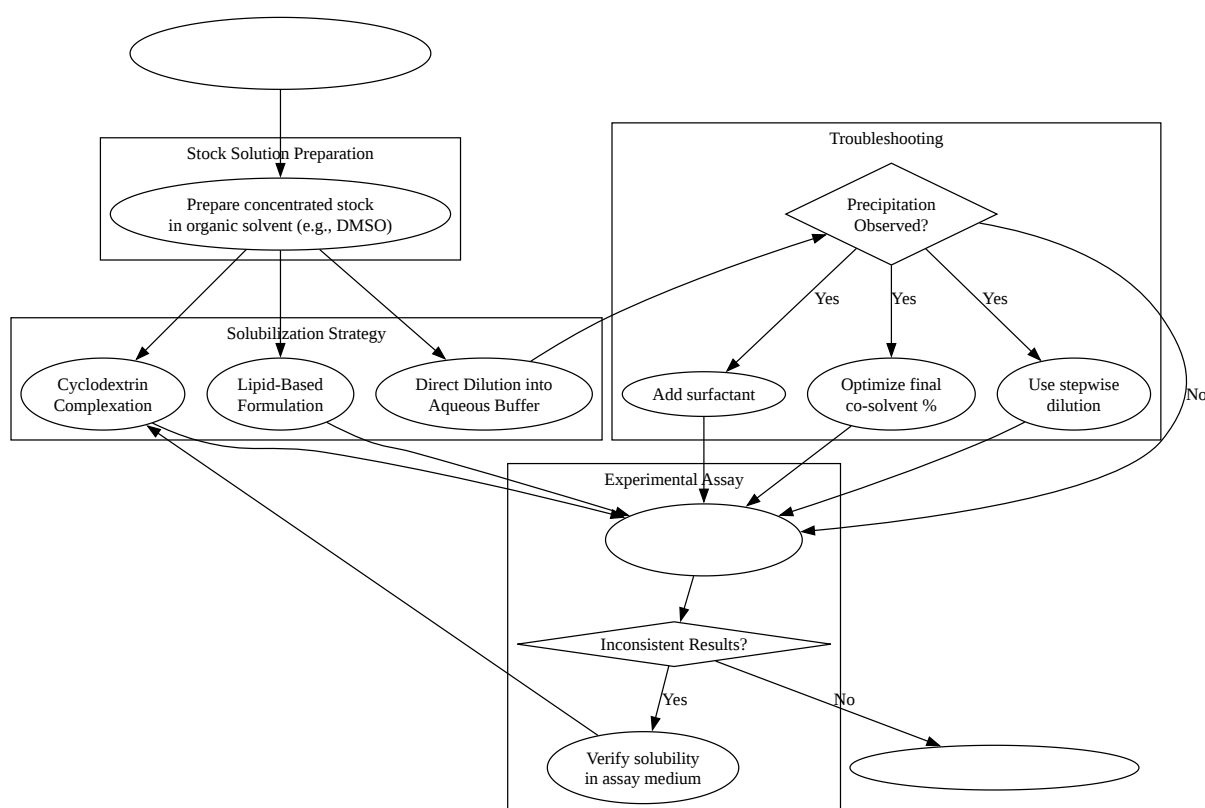 Stock Solution Preparation
Prepare concentrated stock
in organic solvent (e.g., DMSO)
Troubleshooting
Precipitation
Observed?
Yes
Yes
Yes
No
Solubilization Strategy
Cyclodextrin
Complexation
Lipid-Based
Formulation
Direct Dilution into
Aqueous Buffer
Add surfactant
Optimize final
co-solvent %
Use stepwise
dilution
Experimental Assay
Inconsistent Results?
Yes
No
Verify solubility
in assay medium